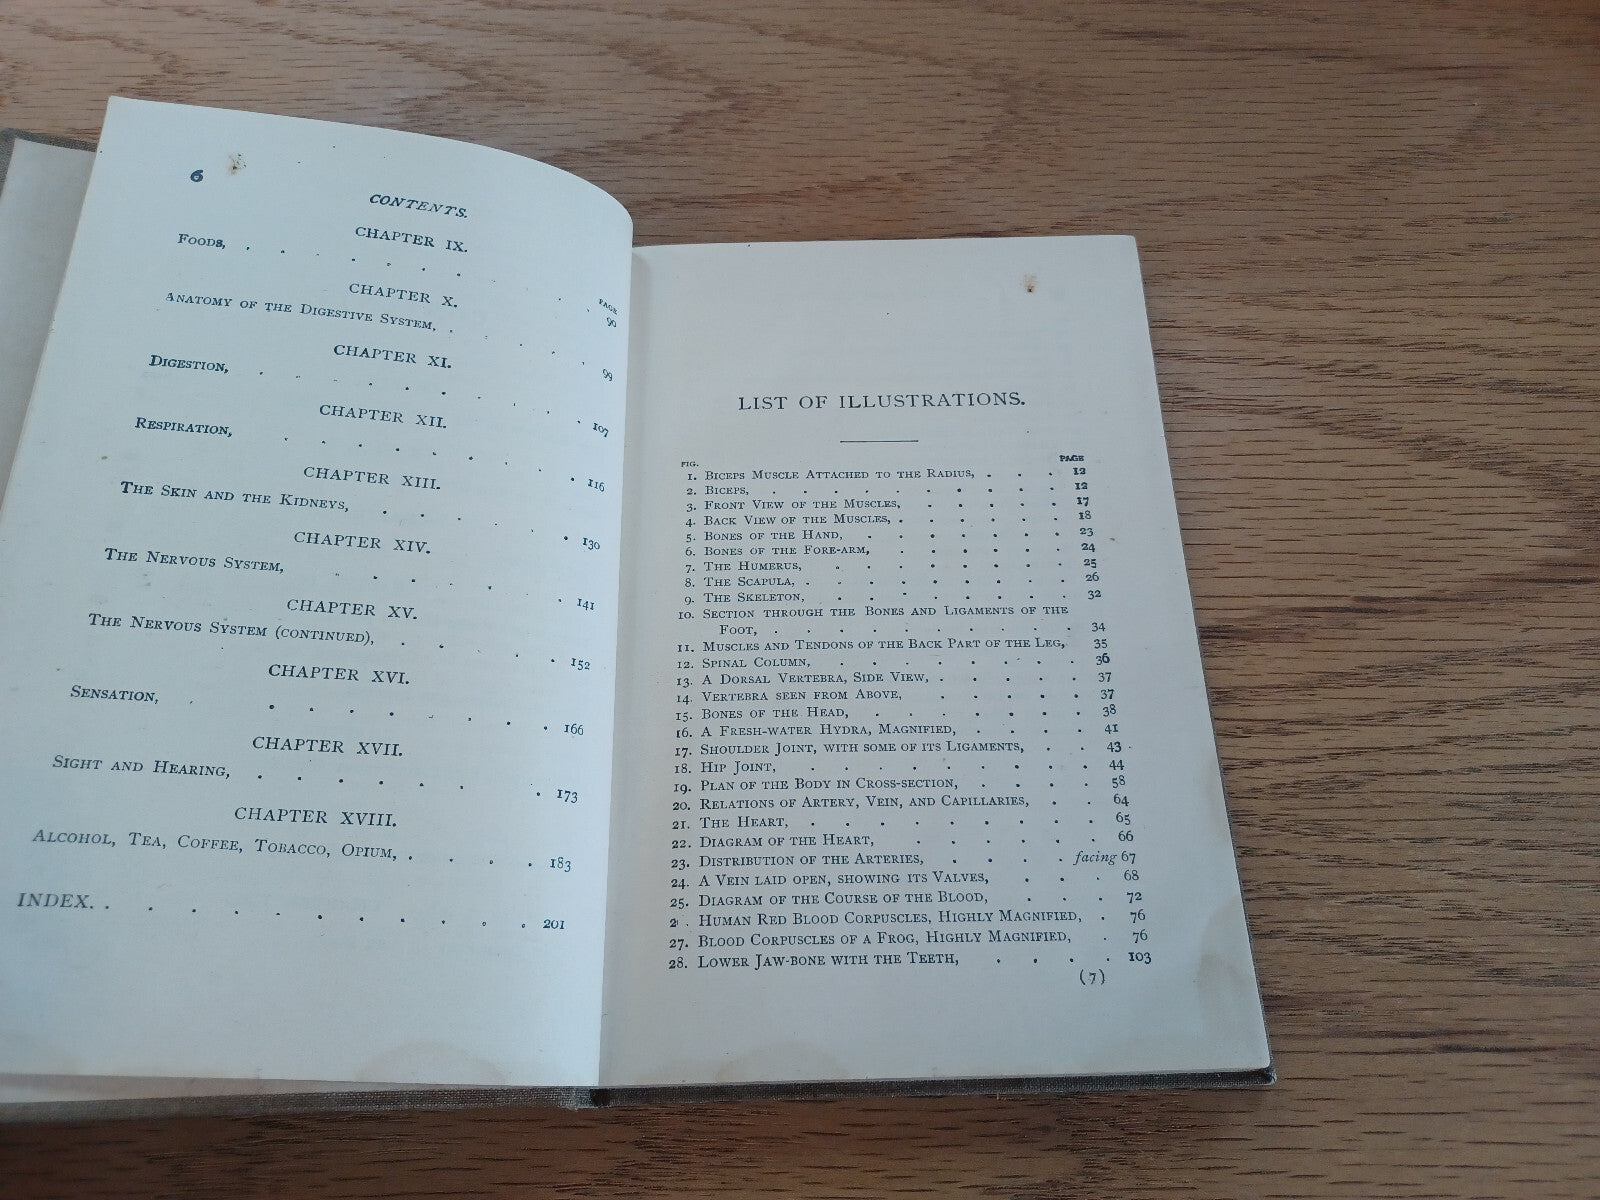 6
CONTENTS.
CHAPTER IX.
PAGE
FOODS, . . . . . . . . 90
CHAPTER X.
ANATOMY OF THE DIGESTIVE SYSTEM, . . . . 99
CHAPTER XI.
DIGESTION, . . . . . . . 107
CHAPTER XII.
RESPIRATION, . . . . . . . 116
CHAPTER XIII.
THE SKIN AND THE KIDNEYS, . . . . . 130
CHAPTER XIV.
THE NERVOUS SYSTEM, . . . . . . 141
CHAPTER XV.
THE NERVOUS SYSTEM (CONTINUED), . . . . 152
CHAPTER XVI.
SENSATION, . . . . . . . . 166
CHAPTER XVII.
SIGHT AND HEARING, . . . . . . . 173
CHAPTER XVIII.
ALCOHOL, TEA, COFFEE, TOBACCO, OPIUM, . . . . 183
INDEX. . . . . . . . . . . . 201
LIST OF ILLUSTRATIONS.
FIG. PAGE
1. BICEPS MUSCLE ATTACHED TO THE RADIUS, . . . 12
2. BICEPS, . . . . . . . . . . 12
3. FRONT VIEW OF THE MUSCLES, . . . . . 17
4. BACK VIEW OF THE MUSCLES, . . . . . . 18
5. BONES OF THE HAND, . . . . . . . 23
6. BONES OF THE FORE-ARM, . . . . . . 24
7. THE HUMERUS, . . . . . . . . 25
8. THE SCAPULA, . . . . . . . . . 26
9. THE SKELETON, . . . . . . . . 32
10. SECTION THROUGH THE BONES AND LIGAMENTS OF THE
FOOT, . . . . . . . . . . 34
11. MUSCLES AND TENDONS OF THE BACK PART OF THE LEG, 35
12. SPINAL COLUMN, . . . . . . . . 36
13. A DORSAL VERTEBRA, SIDE VIEW, . . . . . 37
14. VERTEBRA SEEN FROM ABOVE, . . . . . 37
15. BONES OF THE HEAD, . . . . . . . 38
16. A FRESH-WATER HYDRA, MAGNIFIED, . . . . 41
17. SHOULDER JOINT, WITH SOME OF ITS LIGAMENTS, . . 43
18. HIP JOINT, . . . . . . . . . 44
19. PLAN OF THE BODY IN CROSS-SECTION, . . . . 58
20. RELATIONS OF ARTERY, VEIN, AND CAPILLARIES, . . 64
21. THE HEART, . . . . . . . . . 65
22. DIAGRAM OF THE HEART, . . . . . . 66
23. DISTRIBUTION OF THE ARTERIES, . . . . facing 67
24. A VEIN LAID OPEN, SHOWING ITS VALVES, . . . 68
25. DIAGRAM OF THE COURSE OF THE BLOOD, . . . 72
2 . HUMAN RED BLOOD CORPUSCLES, HIGHLY MAGNIFIED, . 76
27. BLOOD CORPUSCLES OF A FROG, HIGHLY MAGNIFIED, . 76
28. LOWER JAW-BONE WITH THE TEETH, . . . . 103
(7)